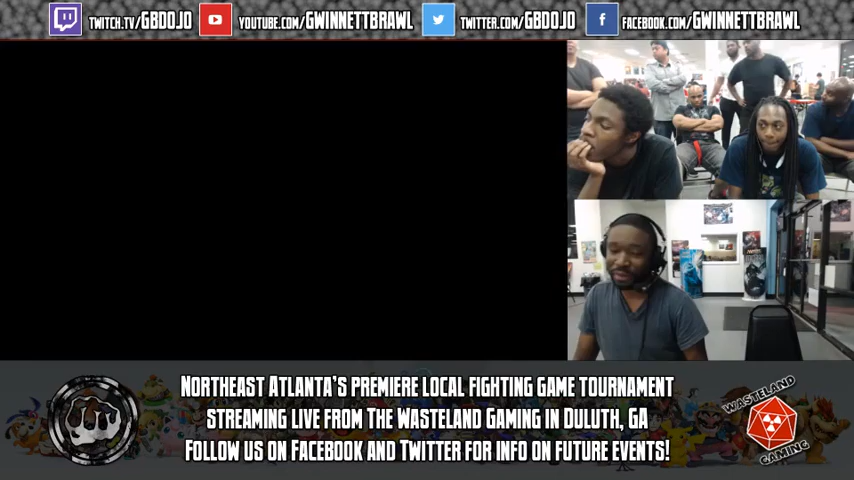 TWITCH.TV/GBDOJO
YOUTUBE.COM/GWINNETTBRAWL
TWITTER.COM/GBDOJO
FACEBOOK.COM/GWINNETTBRAWL
NORTHEAST ATLANTA'S PREMIERE LOCAL FIGHTING GAME TOURNAMENT
STREAMING LIVE FROM THE WASTELAND GAMING IN DULUTH, GA
FOLLOW US ON FACEBOOK AND TWITTER FOR INFO ON FUTURE EVENTS!
WASTELAND
GAMING